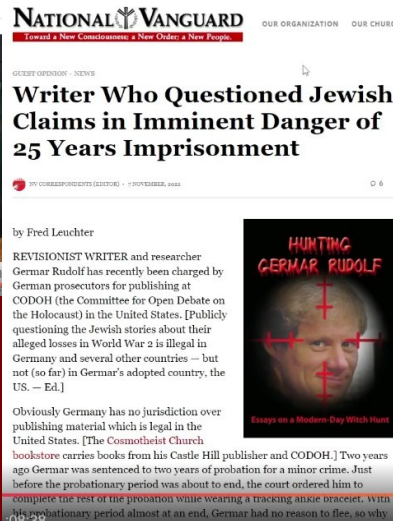 NATIONAL VANGUARD
Toward a New Consciousness; a New Order; a New People.
OUR ORGANIZATION OUR CHURC
GUEST OPINION · NEWS
Writer Who Questioned Jewish
Claims in Imminent Danger of
25 Years Imprisonment
NV CORRESPONDENTS (EDITOR) · 7 NOVEMBER, 2022
6
by Fred Leuchter
REVISIONIST WRITER and researcher
Germar Rudolf has recently been charged by
German prosecutors for publishing at
CODOH (the Committee for Open Debate on
the Holocaust) in the United States. [Publicly
questioning the Jewish stories about their
alleged losses in World War 2 is illegal in
Germany and several other countries — but
not (so far) in Germar's adopted country, the
US. — Ed.]
HUNTING
GERMAR RUDOLF
Essays on a Modern-Day Witch Hunt
Obviously Germany has no jurisdiction over
publishing material which is legal in the
United States. [The Cosmotheist Church
bookstore carries books from his Castle Hill publisher and CODOH.] Two years
ago Germar was sentenced to two years of probation for a minor crime. Just
before the probationary period was about to end, the court ordered him to
complete the rest of the probation while wearing a tracking ankle bracelet. With
his probationary period almost at an end, Germar had no reason to flee, so why